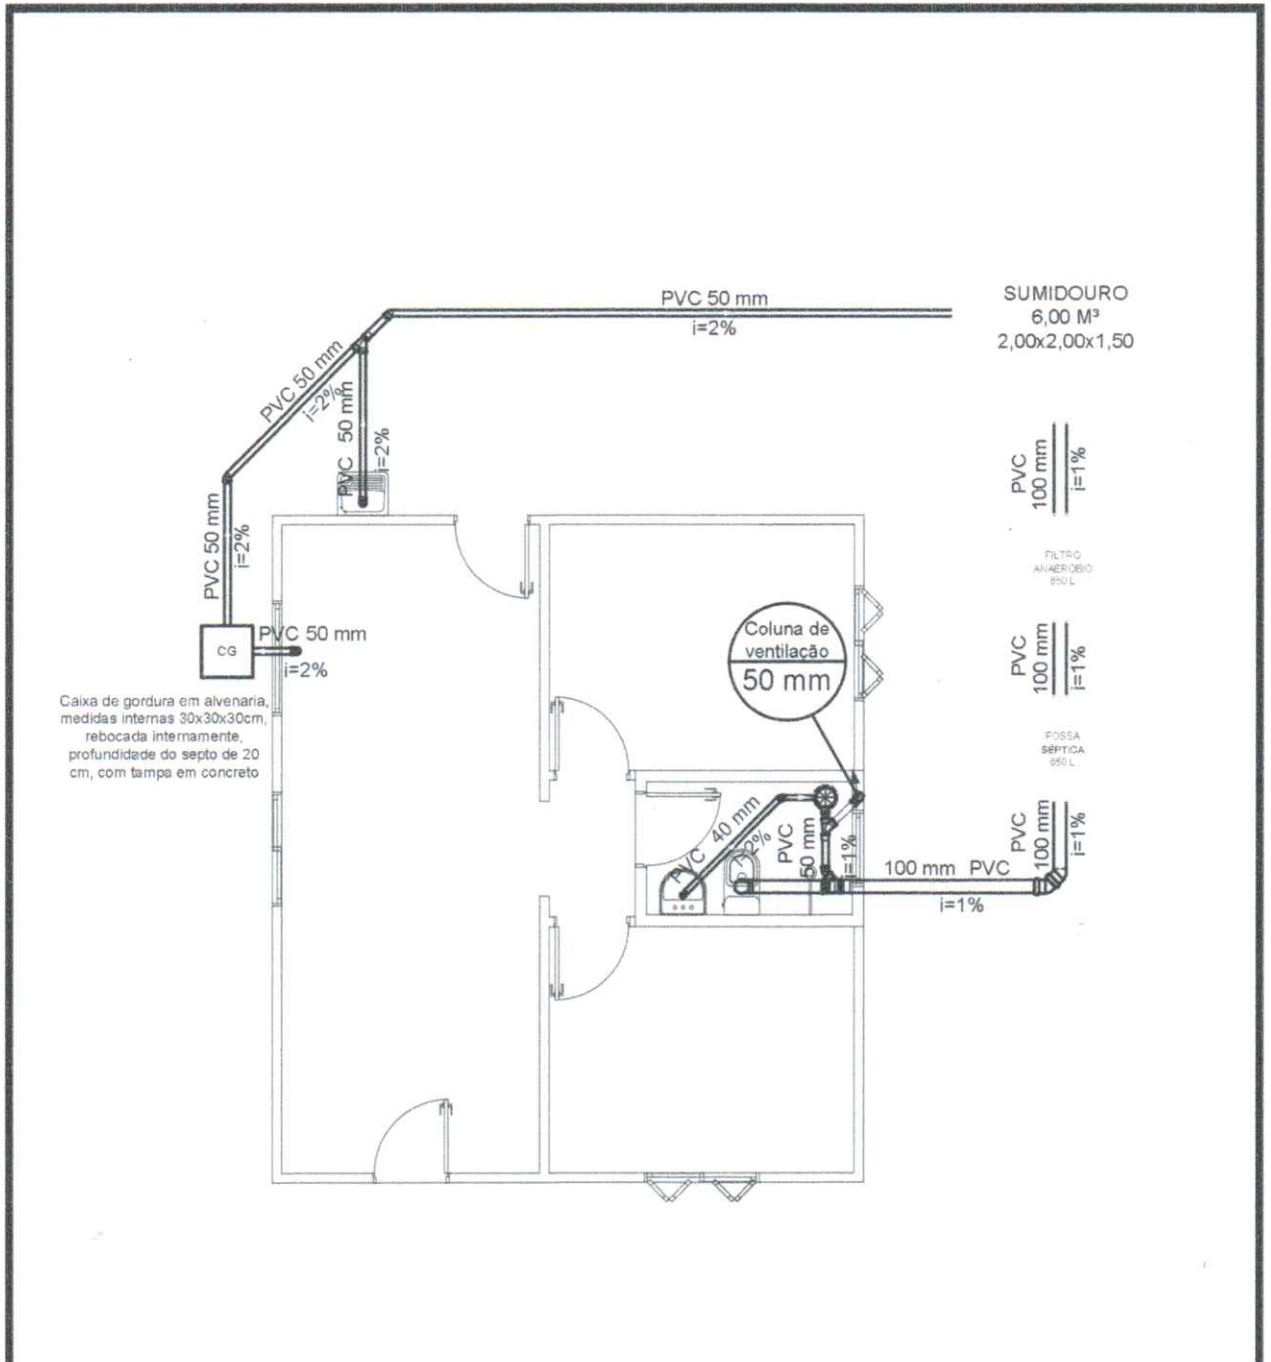 PVC 50 mm
i=2%
SUMIDOURO
6,00 M³
2,00x2,00x1,50
PVC 50 mm
i=2%
PVC 50 mm
i=2%
PVC
100 mm
i=1%
PVC 50 mm
i=2%
FILTRO
ANAERÓBIO
850 L
CG
PVC 50 mm
i=2%
Coluna de
ventilação
50 mm
PVC
100 mm
i=1%
Caixa de gordura em alvenaria,
medidas internas 30x30x30cm,
rebocada internamente,
profundidade do septo de 20
cm, com tampa em concreto
FOSSA
SÉPTICA
850 L
PVC 40 mm
i=2%
PVC
50 mm
i=1%
100 mm PVC
i=1%
PVC
100 mm
i=1%